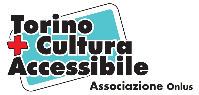 Torino
+ Cultura
Accessibile
Associazione Onlus